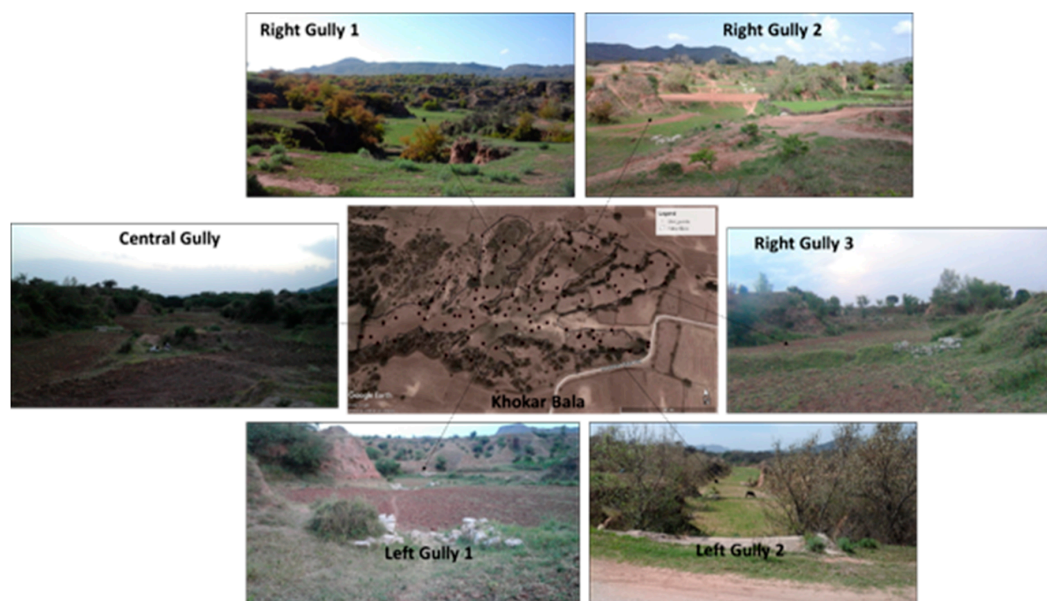 Right Gully 1
Right Gully 2
Central Gully
Legend
Right Gully 3
Google Earth
Khokar Bala
Left Gully 1
Left Gully 2